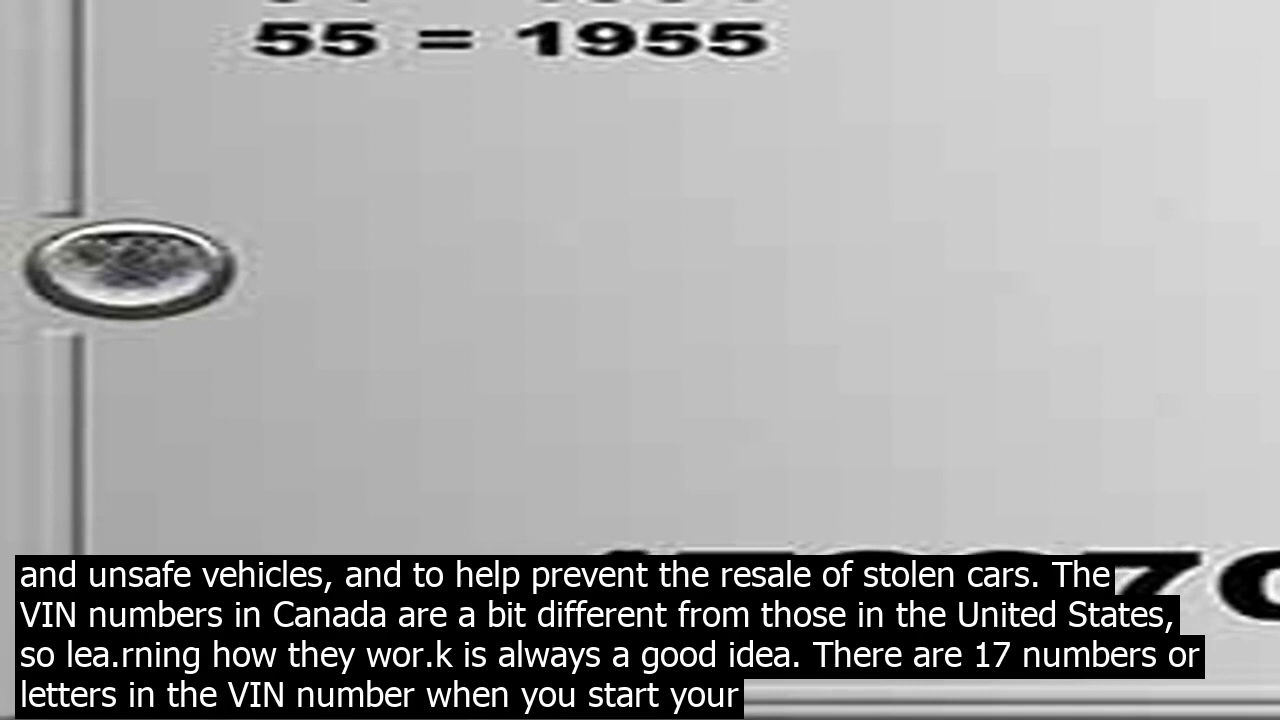 55 = 1955
and unsafe vehicles, and to help prevent the resale of stolen cars. The
VIN numbers in Canada are a bit different from those in the United States,
so lea.rning how they wor.k is always a good idea. There are 17 numbers or
letters in the VIN number when you start your